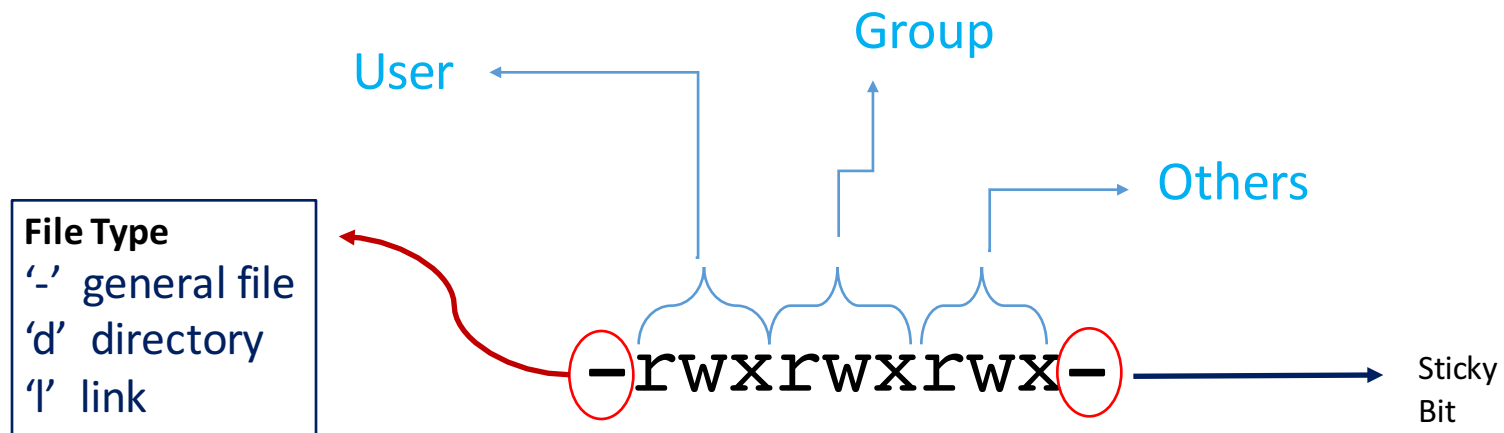 Group
User
Others
File Type
‘-’ general file
‘d’ directory
‘l’ link
-rwxrwxrwx-
Sticky
Bit